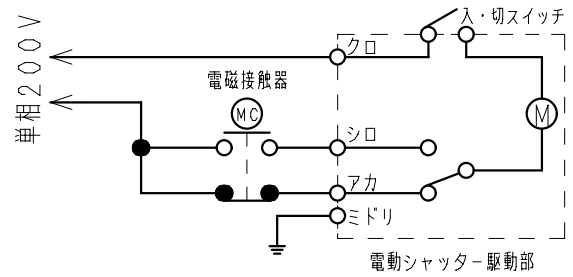 入・切スイッチ
クロ
単相200V
電磁接触器
MC
M
シロ
アカ
ミドリ
電動シャッター駆動部